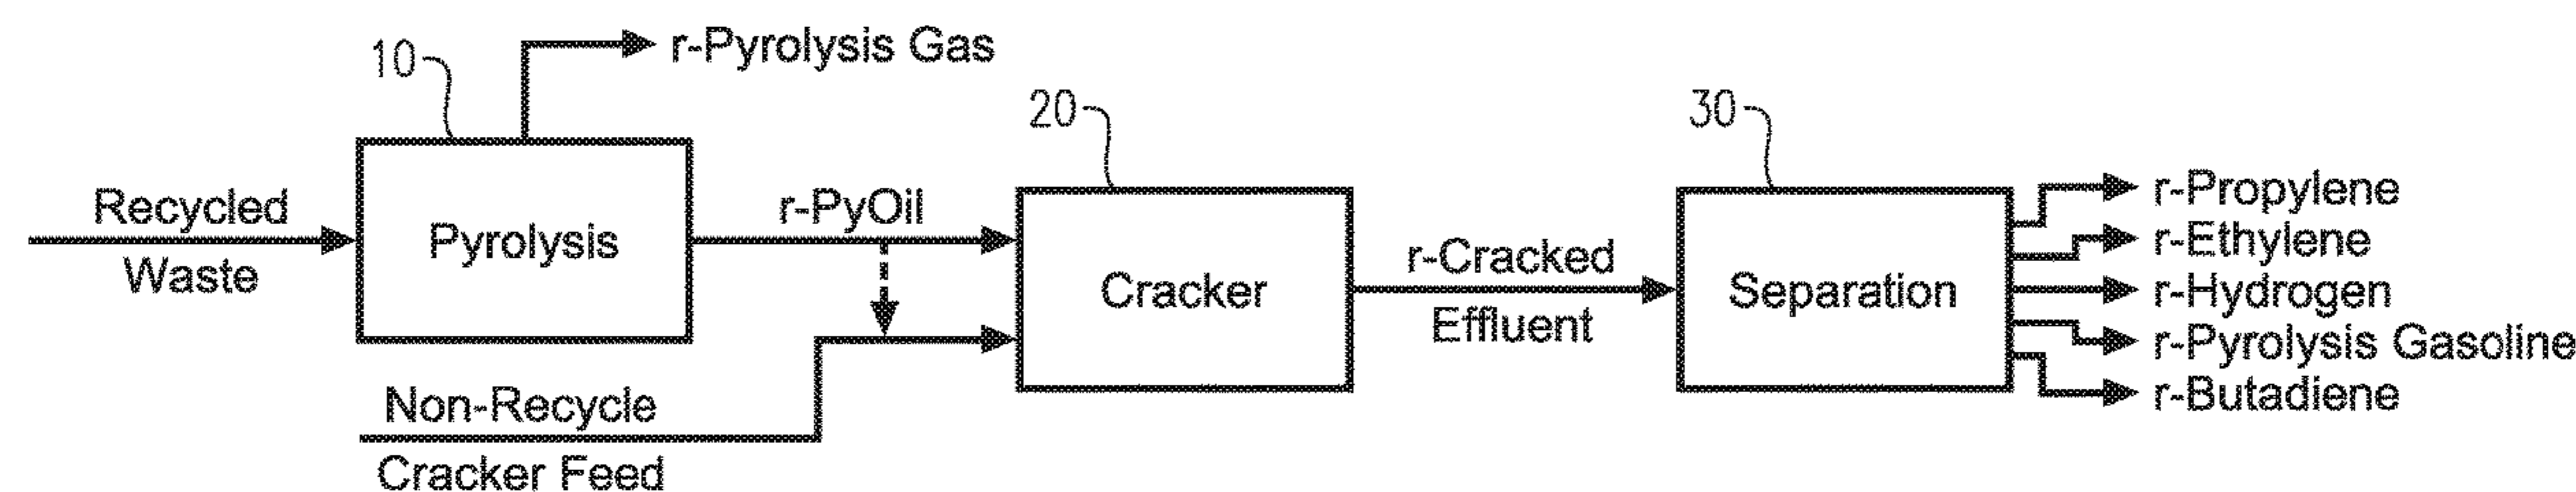 10
r-Pyrolysis Gas
Recycled
Waste
Pyrolysis
r-PyOil
Non-Recycle
Cracker Feed
20
Cracker
r-Cracked
Effluent
30
Separation
r-Propylene
r-Ethylene
r-Hydrogen
r-Pyrolysis Gasoline
r-Butadiene